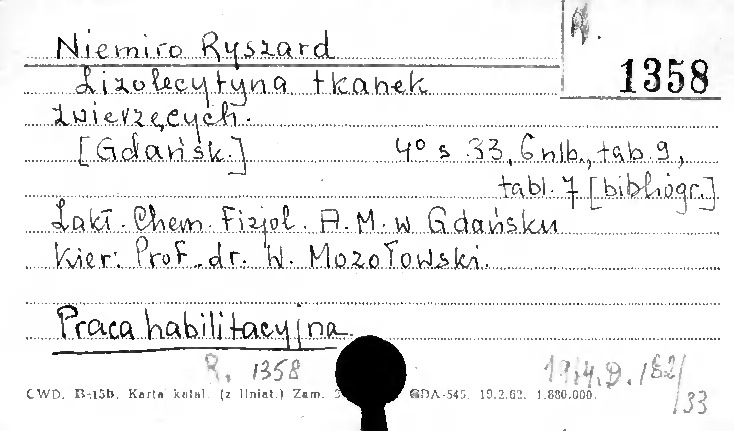 Niemiro Ryszard
R.
1358
Lizolecytyna tkanek
zwierzęcych.
[Gdańsk.] 4º s 33, 6 nlb., tab. 9,
tabl. 7 [bibliogr.]
Zakł. Chem. Fizjol. A. M. w Gdańsku
Kier: Prof. dr. W. Mozołowski.
Praca habilitacyjna.
R. 1358
/33
CWD. B-15b. Karta katal. (z liniat.) Zam. GDA-545. 19.2.62. 1.880.000.